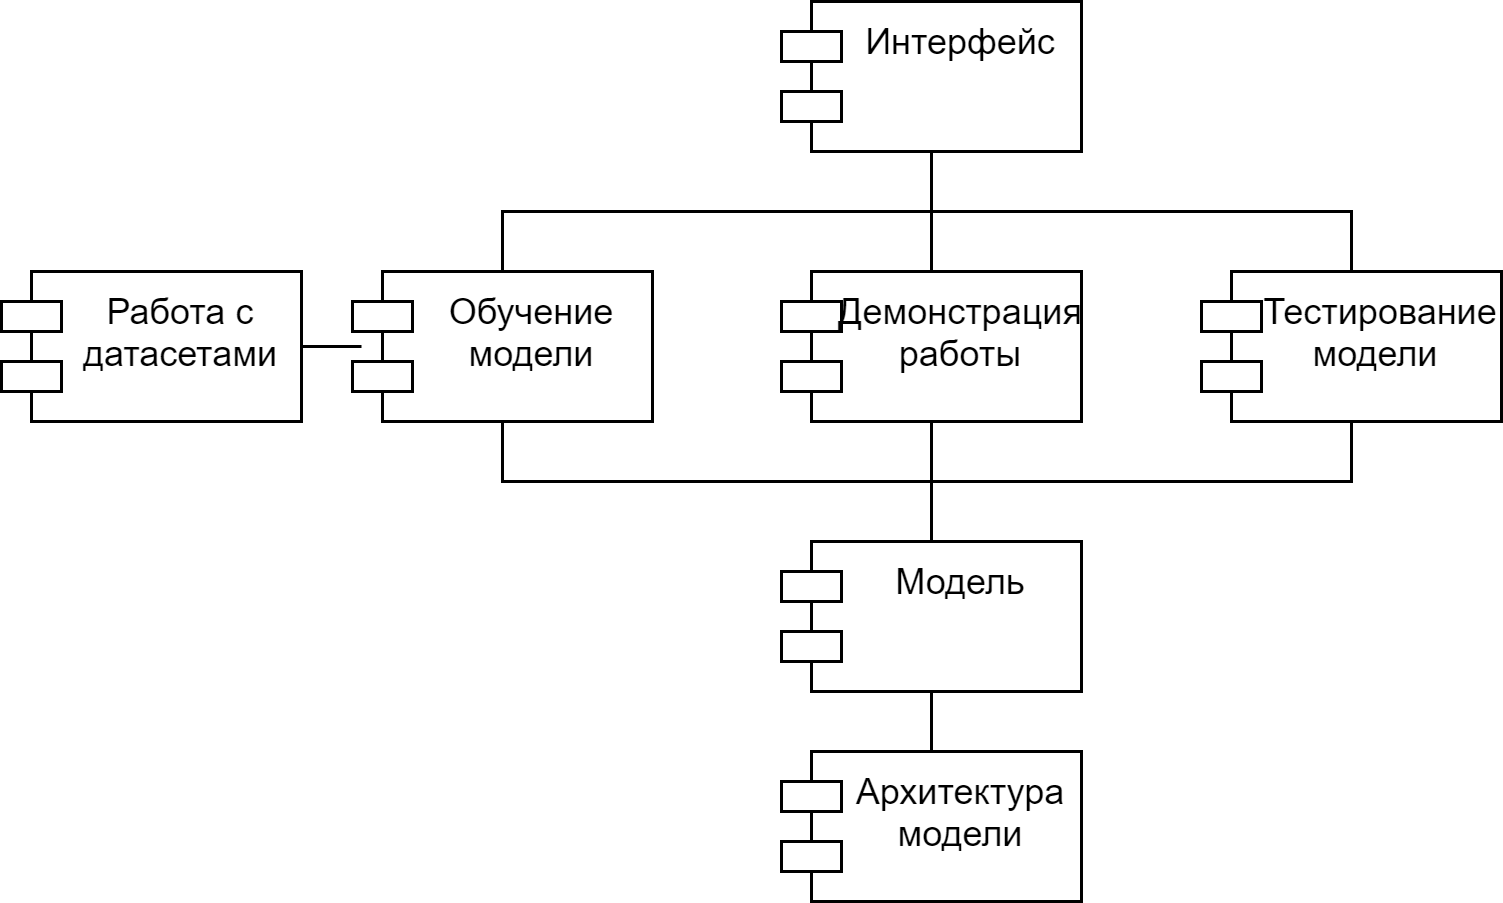 Интерфейс
Работа с
датасетами
Обучение
модели
Демонстрация
работы
Тестирование
модели
Модель
Архитектура
модели